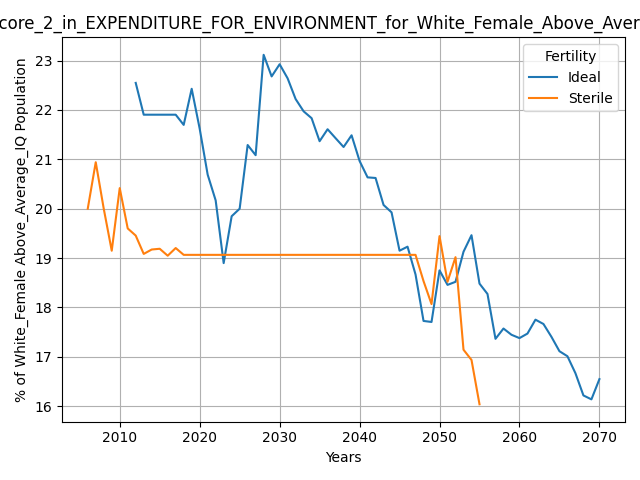 core_2_in_EXPENDITURE_FOR_ENVIRONMENT_for_White_Female_Above_Aver
Fertility
Ideal
Sterile
% of White_Female Above_Average_IQ Population
23
22
21
20
19
18
17
16
2010 2020 2030 2040 2050 2060 2070
Years